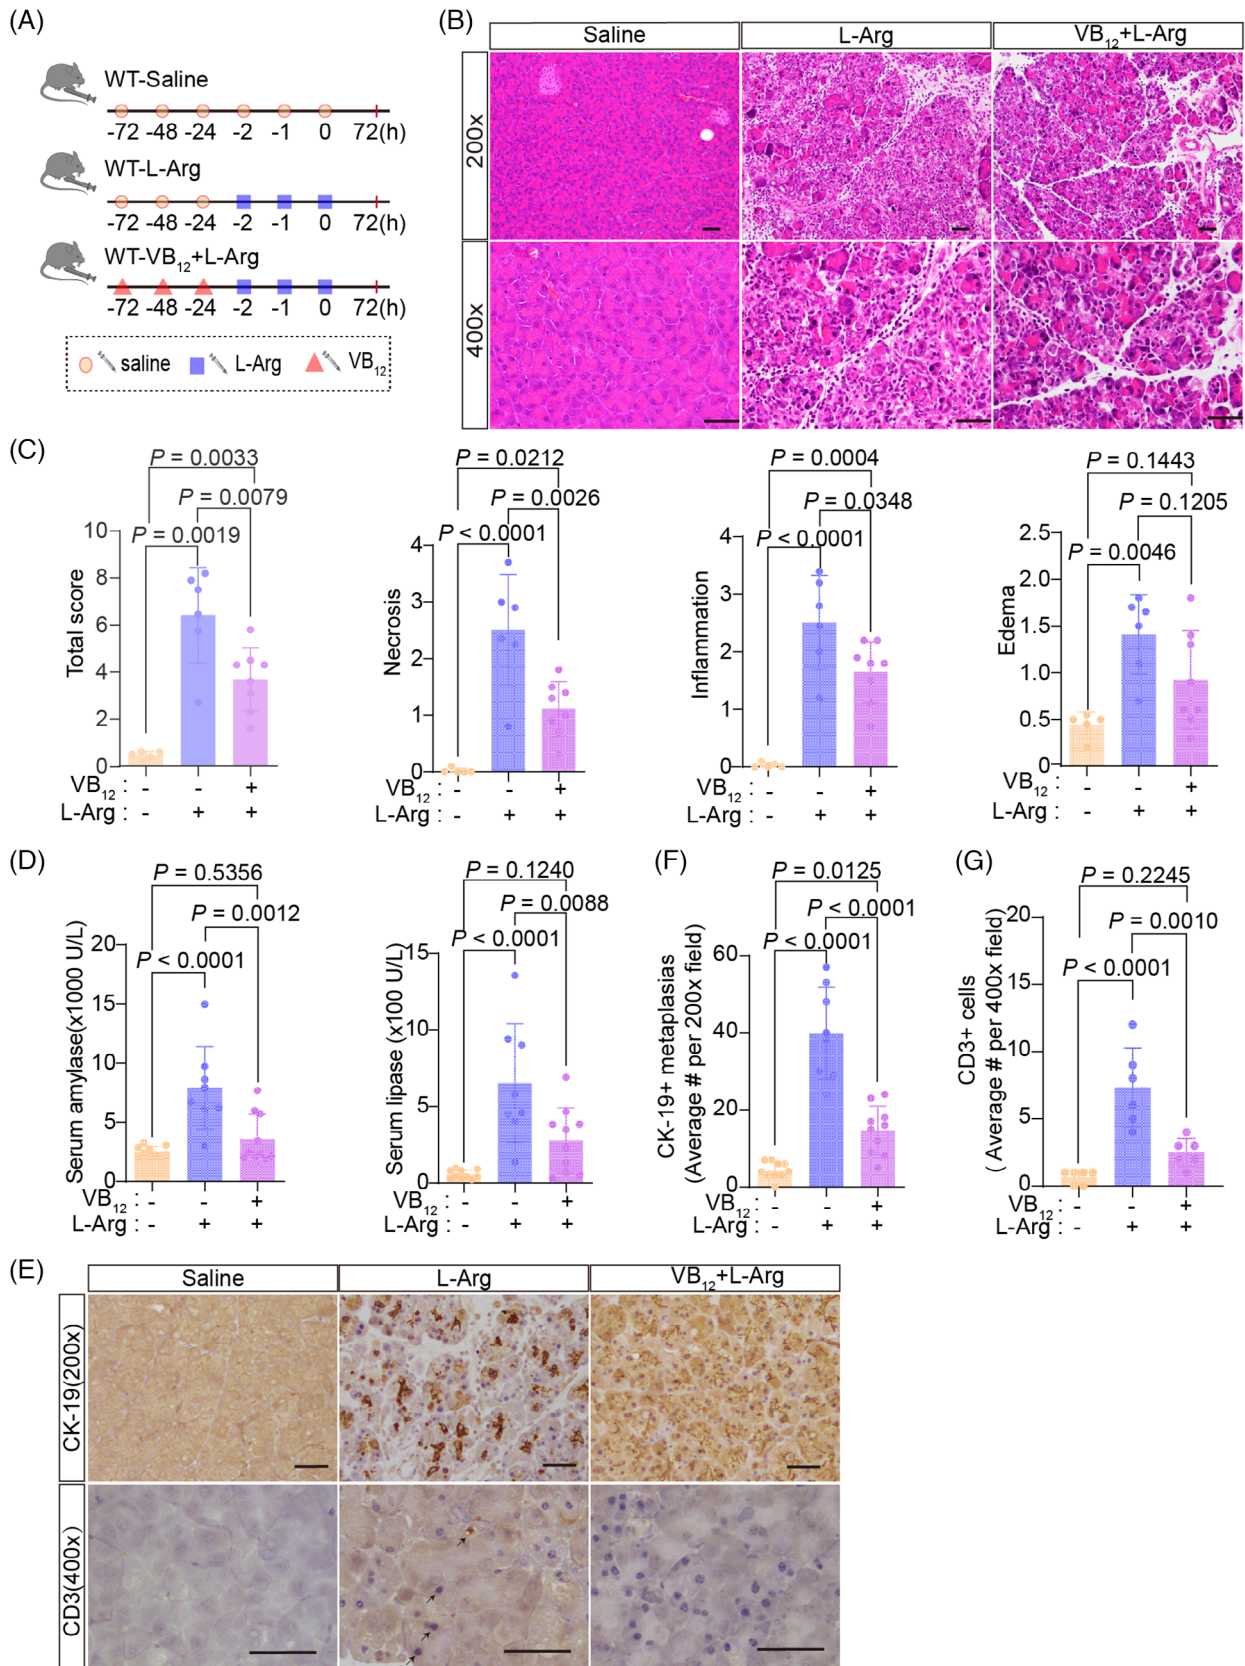 (A)
WT-Saline
-72 -48 -24 -2 -1 0 72(h)
WT-L-Arg
-72 -48 -24 -2 -1 0 72(h)
WT-VB12+L-Arg
-72 -48 -24 -2 -1 0 72(h)
saline L-Arg VB12
(B)
Saline L-Arg VB12+L-Arg
200x
400x
(C)
P = 0.0033
P = 0.0079
P = 0.0019
Total score
10
8
6
4
2
0
VB12 : - - +
L-Arg : - + +
P = 0.0212
P = 0.0026
P < 0.0001
Necrosis
4
3
2
1
0
- - +
- + +
P = 0.0004
P = 0.0348
P < 0.0001
Inflammation
4
3
2
1
0
VB12 : - - +
L-Arg : - + +
P = 0.1443
P = 0.1205
P = 0.0046
Edema
2.5
2.0
1.5
1.0
0.5
0
- - +
- + +
(D)
P = 0.5356
P = 0.0012
P < 0.0001
Serum amylase(x1000 U/L)
20
15
10
5
0
VB12 : - - +
L-Arg : - + +
P = 0.1240
P = 0.0088
P < 0.0001
Serum lipase (x100 U/L)
15
10
5
0
- - +
- + +
(F)
P = 0.0125
P < 0.0001
P < 0.0001
CK-19+ metaplasias
(Average # per 200x field)
60
40
20
0
VB12 : - - +
L-Arg : - + +
(G)
P = 0.2245
P = 0.0010
P < 0.0001
CD3+ cells
( Average # per 400x field)
20
15
10
5
0
VB12 : - - +
L-Arg : - + +
(E)
Saline L-Arg VB12+L-Arg
CK-19(200x)
CD3(400x)